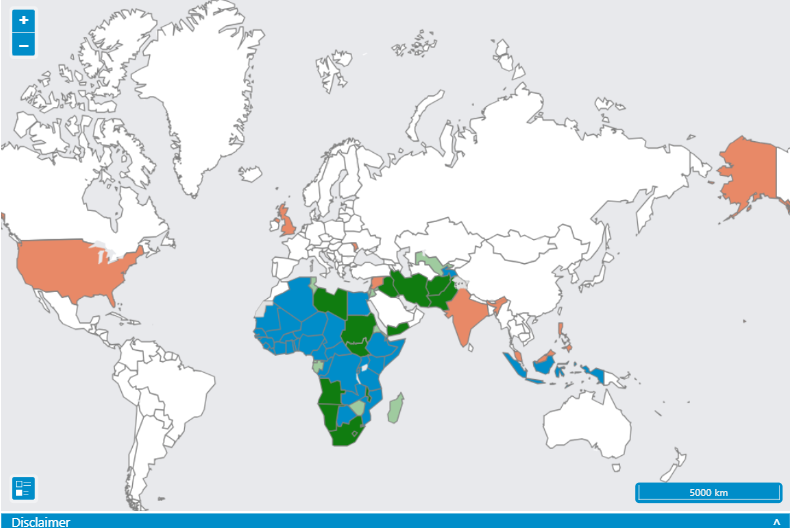 +
−
5000 km
Disclaimer ʌ